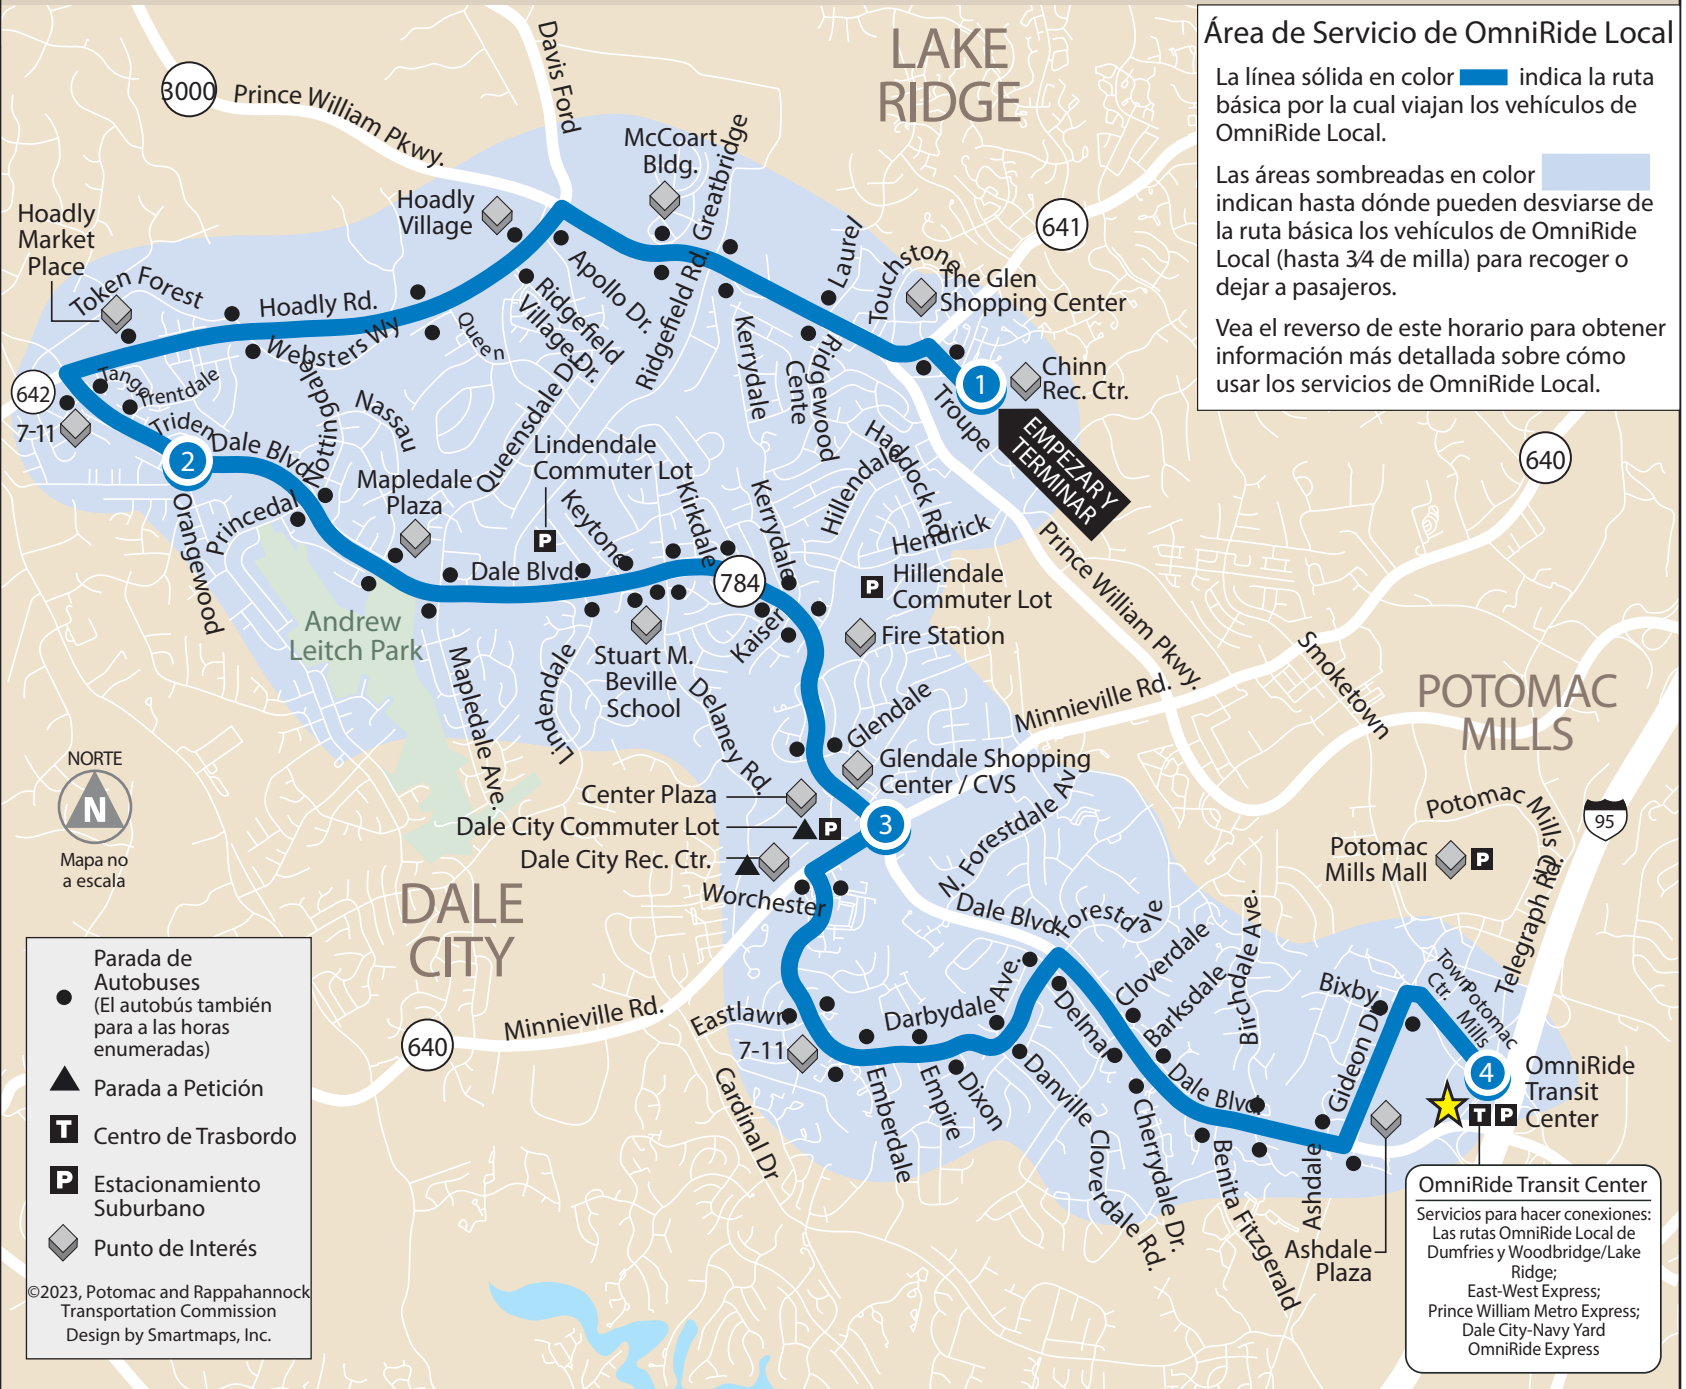 LAKE
RIDGE
Área de Servicio de OmniRide Local
La línea sólida en color indica la ruta
básica por la cual viajan los vehículos de
OmniRide Local.
Las áreas sombreadas en color
indican hasta dónde pueden desviarse de
la ruta básica los vehículos de OmniRide
Local (hasta 3⁄4 de milla) para recoger o
dejar a pasajeros.
Vea el reverso de este horario para obtener
información más detallada sobre cómo
usar los servicios de OmniRide Local.
3000
Prince William Pkwy.
Davis Ford
McCoart
Bldg.
Greatbridge
Hoadly
Village
Hoadly
Market
Place
Token Forest
Hoadly Rd.
Websters Wy
Queen
Apollo Dr.
Ridgefield
Village Dr.
Ridgefield Rd.
Laurel
Touchstone
641
The Glen
Shopping Center
Chinn
Rec. Ctr.
1
EMPEZAR Y
TERMINAR
Troupe
Kerrydale
Ridgewood
Cente
642
7-11
Tange
Trentdale
Triden
2
Dale Blvd.
Nottingdale
Nassau
Queensdale Dr.
Princedal
Orangewood
Mapledale
Plaza
Lindendale
Commuter Lot
P
Keytone
Kirkdale
Kerrydale
Hillendale
Haddock Rd.
Hendrick
640
Prince William Pkwy.
Dale Blvd.
784
P
Hillendale
Commuter Lot
Fire Station
Kaiser
Andrew
Leitch Park
Mapledale Ave.
Lindendale
Stuart M.
Beville
School
Delaney Rd.
Glendale
Minnieville Rd.
Smoketown
POTOMAC
MILLS
NORTE
N
Mapa no
a escala
Glendale Shopping
Center / CVS
Center Plaza
Dale City Commuter Lot
P
Dale City Rec. Ctr.
3
Worchester
N. Forestdale Av
Dale Blvd.
Forestdale
Potomac Mills Rd.
95
Potomac
Mills Mall
P
Telegraph Rd.
DALE
CITY
Minnieville Rd.
640
Eastlawn
7-11
Cardinal Dr
Darbydale
Ave.
Emberdale
Empire
Dixon
Danville
Delmar
Cloverdale
Barksdale
Birchdale Ave.
Cloverdale Rd.
Cherrydale Dr.
Dale Blvd.
Benita Fitzgerald
Bixby
Gideon Dr.
Town
Ctr.
Potomac
Mills
Potomac
4
OmniRide
Transit
Center
T P
Ashdale
Ashdale
Plaza
Parada de
Autobuses
(El autobús también
para a las horas
enumeradas)
Parada a Petición
T
Centro de Trasbordo
P
Estacionamiento
Suburbano
Punto de Interés
©2023, Potomac and Rappahannock
Transportation Commission
Design by Smartmaps, Inc.
OmniRide Transit Center
Servicios para hacer conexiones:
Las rutas OmniRide Local de
Dumfries y Woodbridge/Lake
Ridge;
East-West Express;
Prince William Metro Express;
Dale City-Navy Yard
OmniRide Express